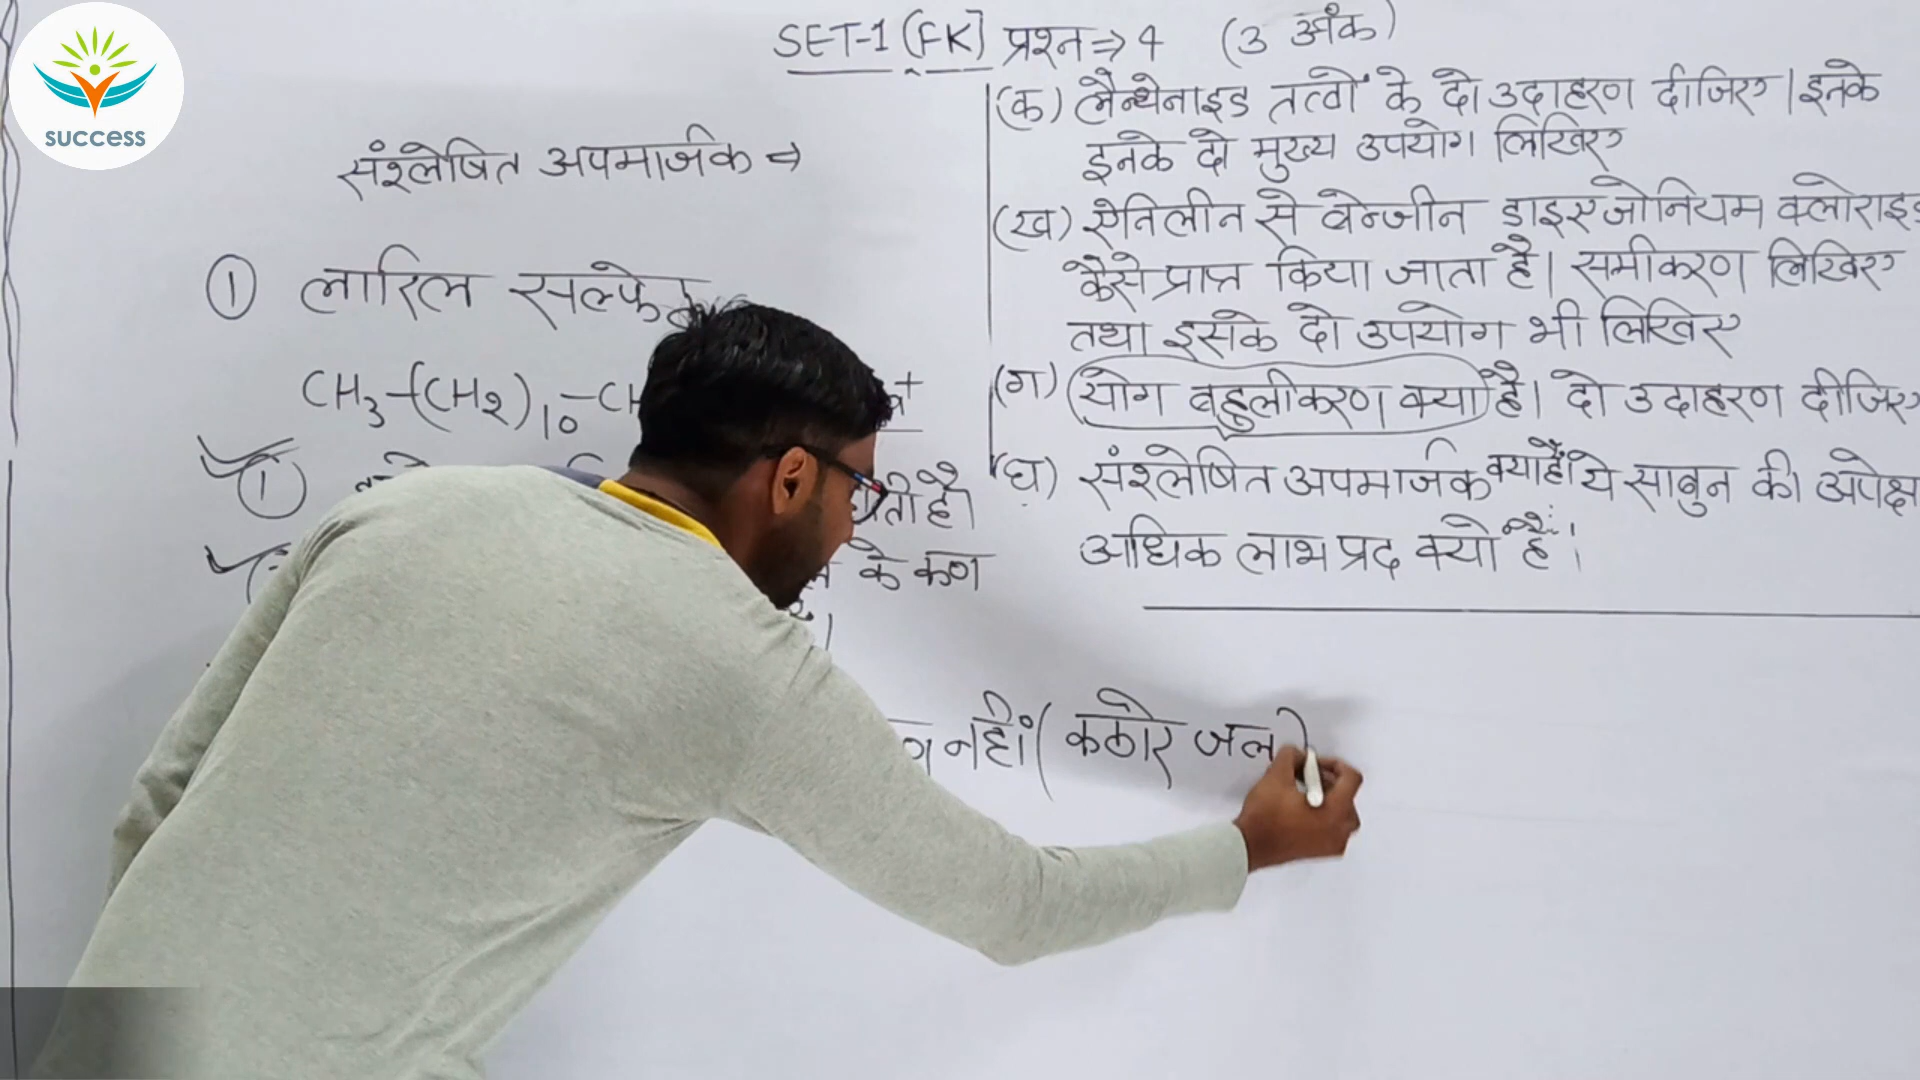 success
SET-1 (FK) प्रश्न⇒4 (3 अंक)
(क) लैन्थेनाइड तत्वों के दो उदाहरण दीजिए। इनके
इनके दो मुख्य उपयोग लिखिए
(ख) ऐनिलीन से बेन्जीन डाइएजोनियम क्लोराइड
कैसे प्राप्त किया जाता है। समीकरण लिखिए
तथा इसके दो उपयोग भी लिखिए
(ग) योग बहुलीकरण क्या है। दो उदाहरण दीजिए
(घ) संश्लेषित अपमार्जक क्या हैं। ये साबुन की अपेक्षा
अधिक लाभप्रद क्यों हैं।
संश्लेषित अपमार्जक ⇒
① लारिल सल्फेट
CH3-(CH2)10-CH
①
है।
के कण
नहीं (कठोर जल)